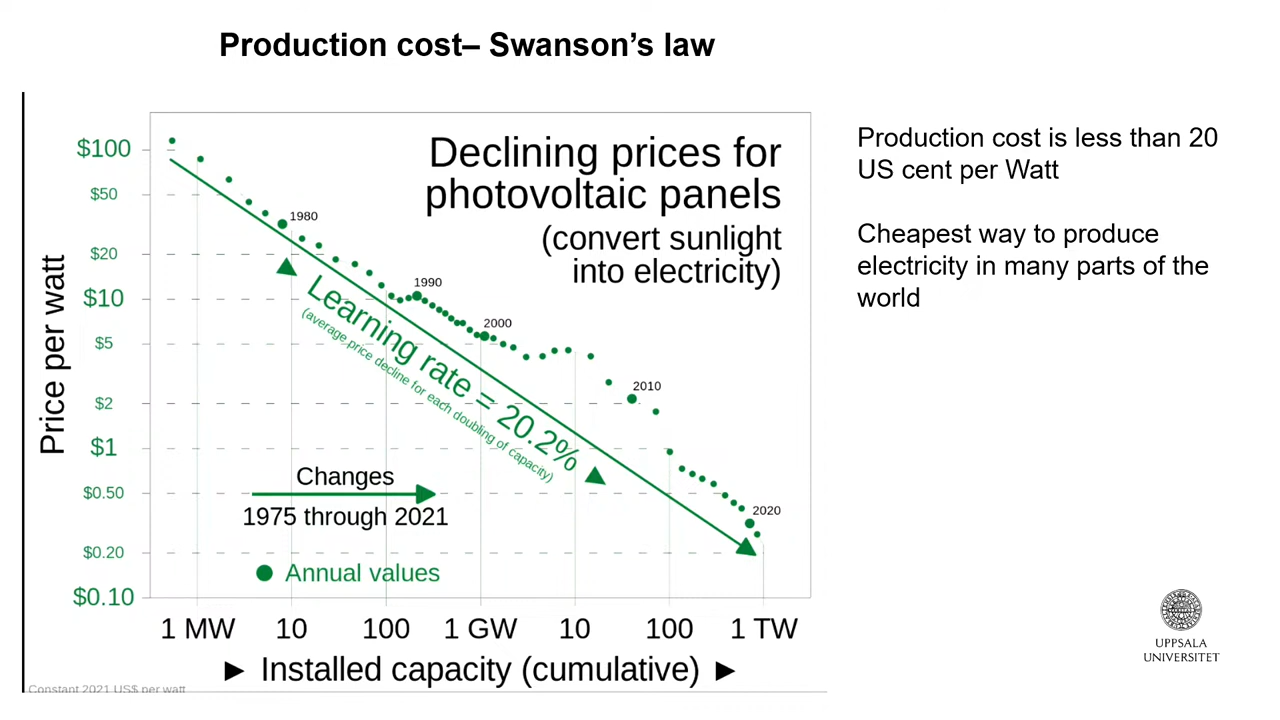 Production cost– Swanson’s law
Declining prices for
photovoltaic panels
(convert sunlight
into electricity)
Price per watt
$100
$50
$20
$10
$5
$2
$1
$0.50
$0.20
$0.10
1980
1990
2000
2010
2020
Learning rate = 20.2%
(average price decline for each doubling of capacity)
Changes
1975 through 2021
Annual values
1 MW 10 100 1 GW 10 100 1 TW
► Installed capacity (cumulative) ►
Constant 2021 US$ per watt
Production cost is less than 20
US cent per Watt
Cheapest way to produce
electricity in many parts of the
world
UPPSALA
UNIVERSITET